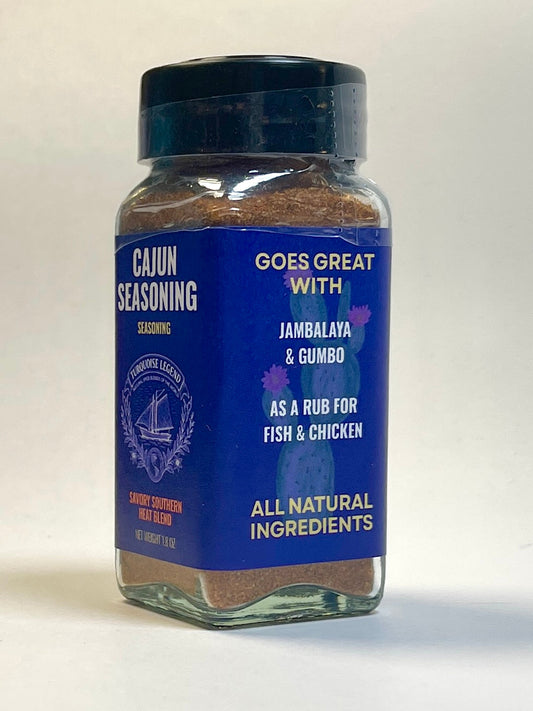 CAJUN
SEASONING
SEASONING
TURQUOISE LEGEND
SAVORY SOUTHERN
HEAT BLEND
NET WEIGHT 1.8 OZ
GOES GREAT
WITH
JAMBALAYA
& GUMBO
AS A RUB FOR
FISH & CHICKEN
ALL NATURAL
INGREDIENTS